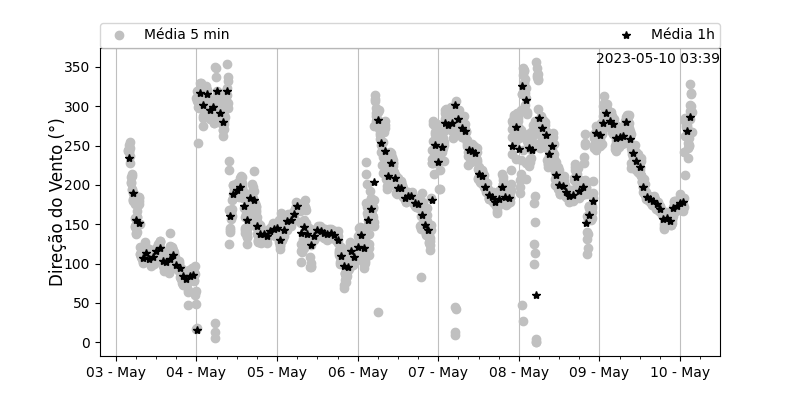 Média 5 min
Média 1h
2023-05-10 03:39
Direção do Vento (°)
350
300
250
200
150
100
50
0
03 - May
04 - May
05 - May
06 - May
07 - May
08 - May
09 - May
10 - May